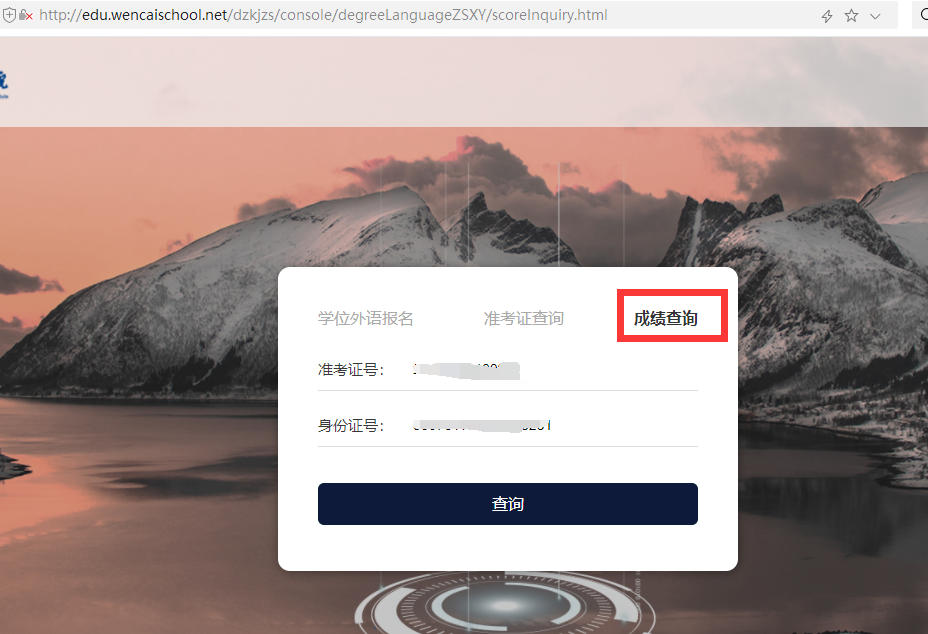 http://edu.wencaischool.net/dzkjzs/console/degreeLanguageZSXY/scoreInquiry.html
学位外语报名 准考证查询 成绩查询
准考证号：
身份证号：
查询